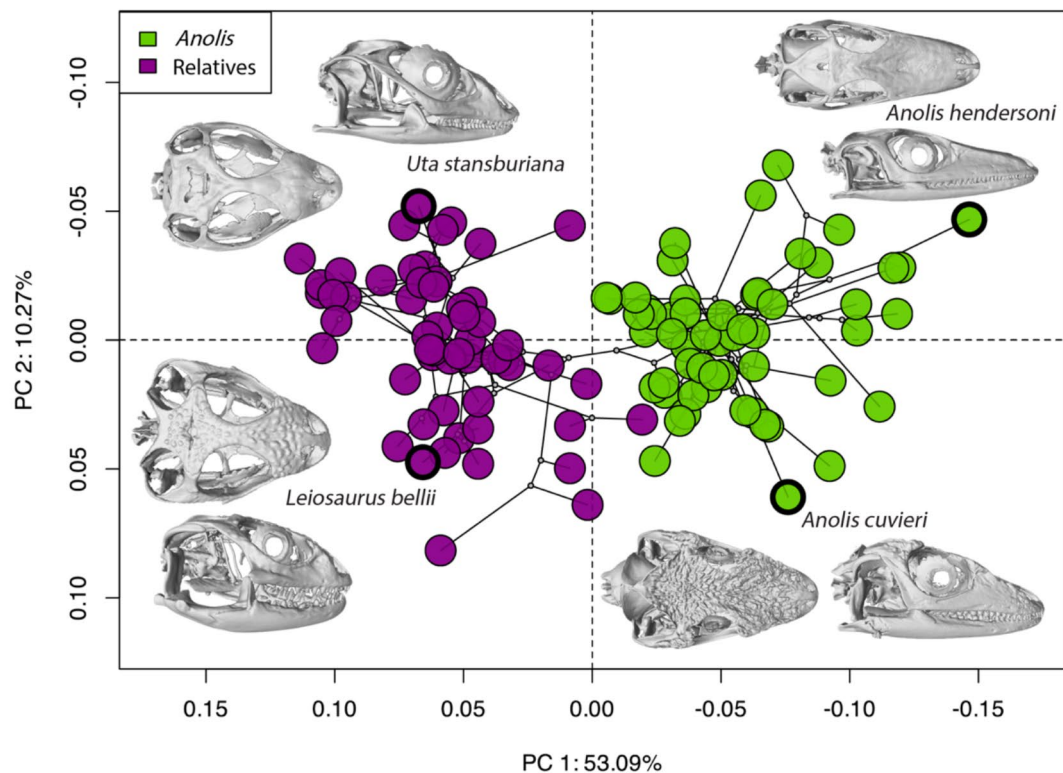 Anolis
Relatives
Uta stansburiana
Anolis hendersoni
Leiosaurus bellii
Anolis cuvieri
PC 2: 10.27%
-0.10
-0.05
0.00
0.05
0.10
0.15
0.10
0.05
0.00
-0.05
-0.10
-0.15
PC 1: 53.09%